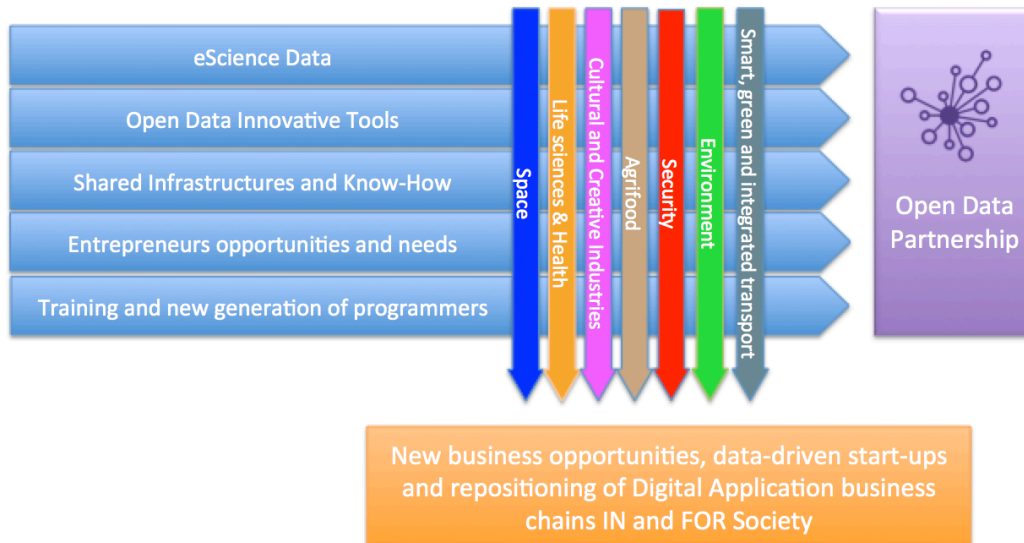 eScience Data
Open Data Innovative Tools
Shared Infrastructures and Know-How
Entrepreneurs opportunities and needs
Training and new generation of programmers
Space
Life sciences & Health
Cultural and Creative Industries
Agrifood
Security
Environment
Smart, green and integrated transport
Open Data
Partnership
New business opportunities, data-driven start-ups
and repositioning of Digital Application business
chains IN and FOR Society